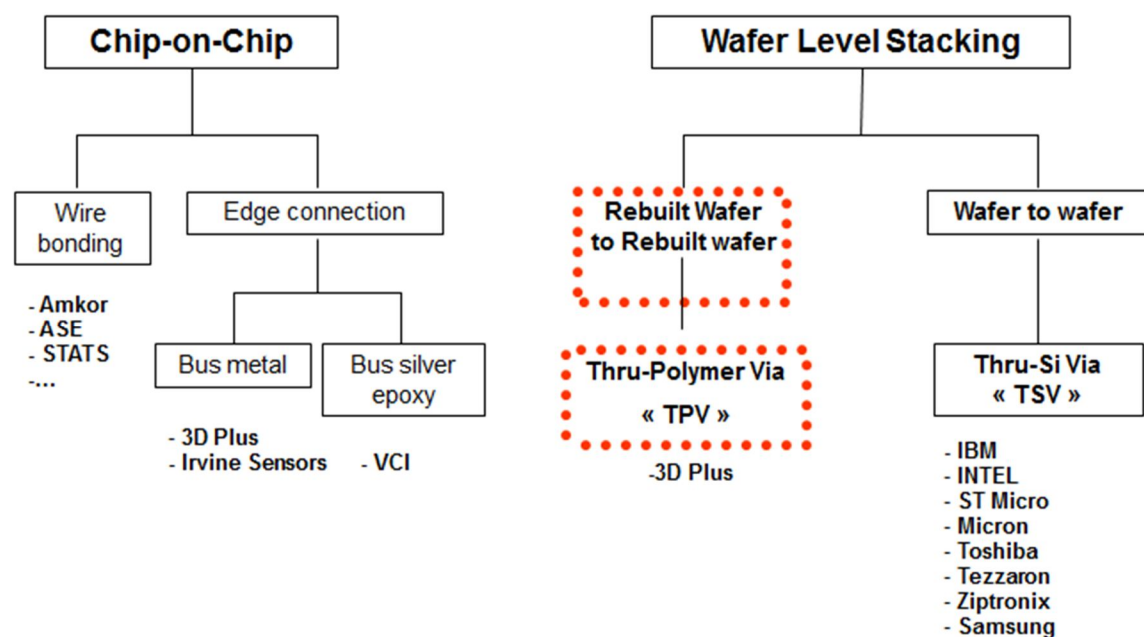 Chip-on-Chip
Wafer Level Stacking
Wire
bonding
Edge connection
Rebuilt Wafer
to Rebuilt wafer
Wafer to wafer
- Amkor
- ASE
- STATS
-...
Bus metal
Bus silver
epoxy
Thru-Polymer Via
« TPV »
Thru-Si Via
« TSV »
- 3D Plus
- Irvine Sensors
- VCI
-3D Plus
- IBM
- INTEL
- ST Micro
- Micron
- Toshiba
- Tezzaron
- Ziptronix
- Samsung